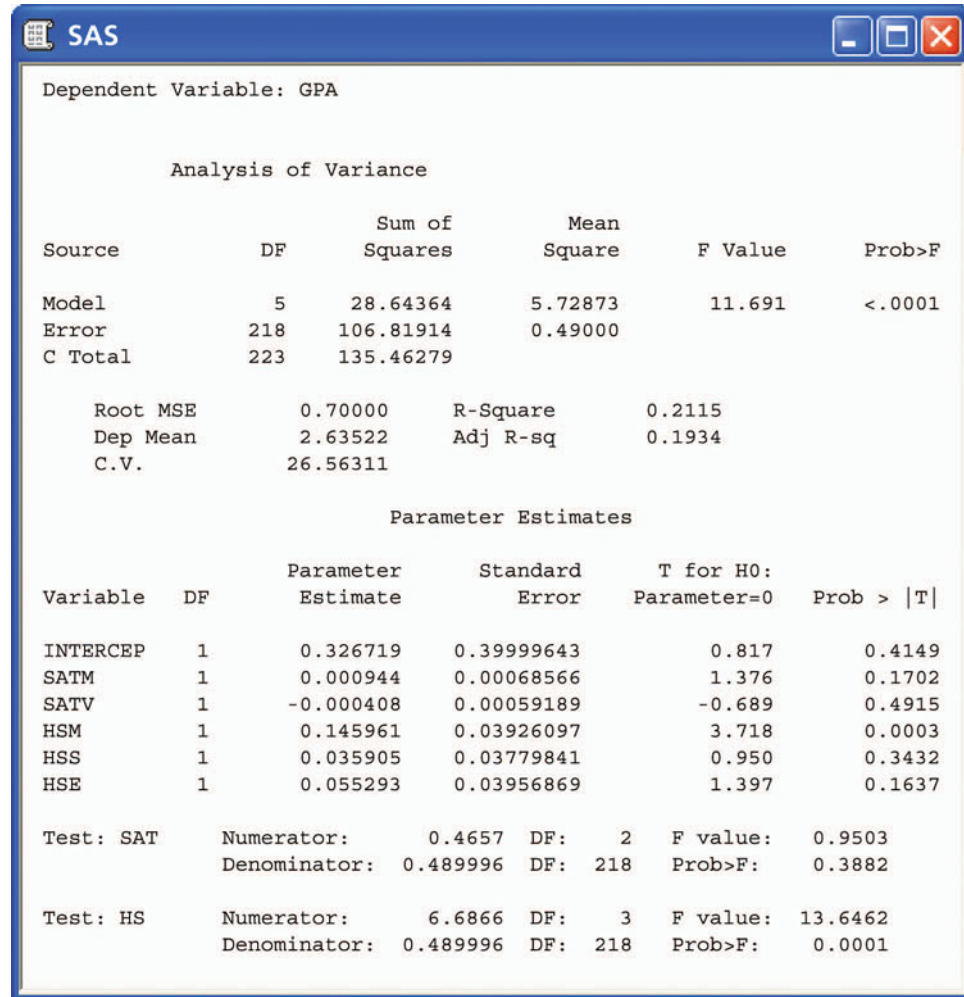 SAS
Dependent Variable: GPA
Analysis of Variance
Sum of Mean
Source DF Squares Square F Value Prob>F
Model 5 28.64364 5.72873 11.691 <.0001
Error 218 106.81914 0.49000
C Total 223 135.46279
Root MSE 0.70000 R-Square 0.2115
Dep Mean 2.63522 Adj R-sq 0.1934
C.V. 26.56311
Parameter Estimates
Parameter Standard T for H0:
Variable DF Estimate Error Parameter=0 Prob > |T|
INTERCEP 1 0.326719 0.39999643 0.817 0.4149
SATM 1 0.000944 0.00068566 1.376 0.1702
SATV 1 -0.000408 0.00059189 -0.689 0.4915
HSM 1 0.145961 0.03926097 3.718 0.0003
HSS 1 0.035905 0.03779841 0.950 0.3432
HSE 1 0.055293 0.03956869 1.397 0.1637
Test: SAT Numerator: 0.4657 DF: 2 F value: 0.9503
Denominator: 0.489996 DF: 218 Prob>F: 0.3882
Test: HS Numerator: 6.6866 DF: 3 F value: 13.6462
Denominator: 0.489996 DF: 218 Prob>F: 0.0001